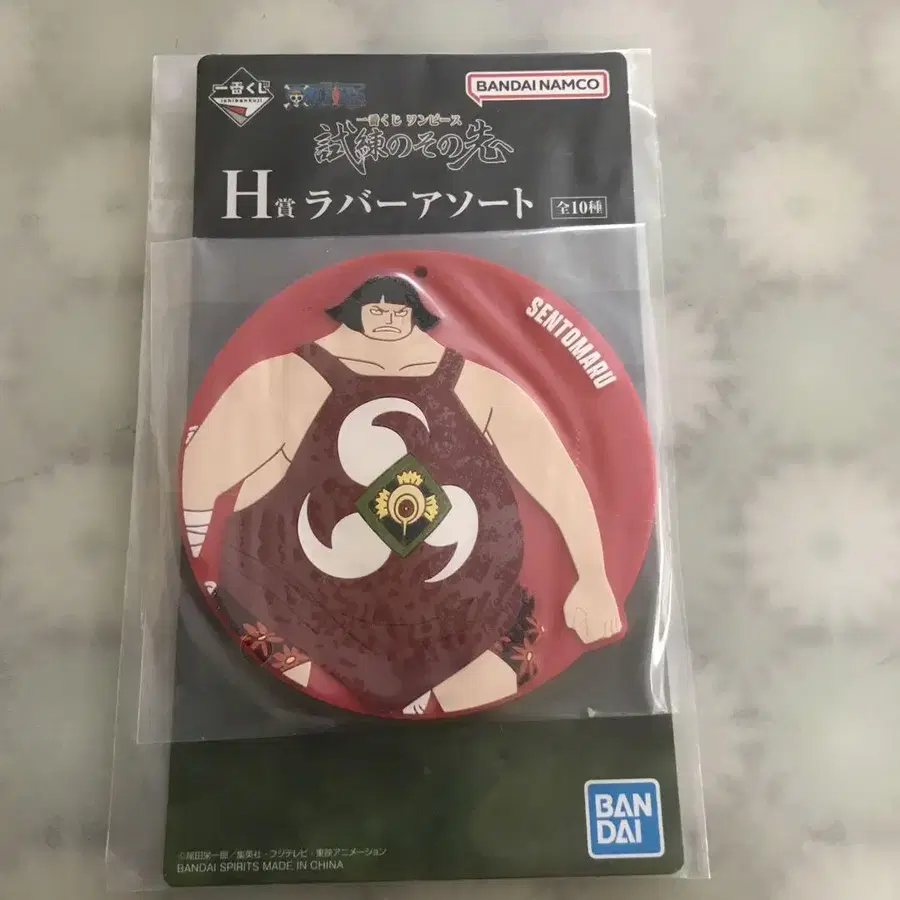 一番くじ
ichibankuji
BANDAI NAMCO
一番くじ ワンピース
試練のその先
H賞 ラバーアソート 全10種
SENTOMARU
BAN
DAI
©尾田栄一郎／集英社・フジテレビ・東映アニメーション
BANDAI SPIRITS MADE IN CHINA